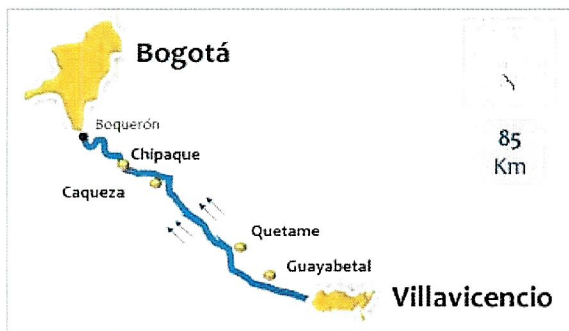 Bogotá
Boquerón
Chipaque
Caqueza
85
Km
Quetame
Guayabetal
Villavicencio